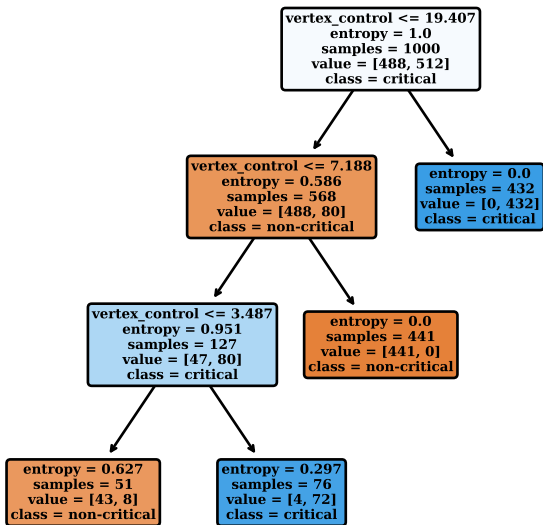 vertex_control <= 19.407
entropy = 1.0
samples = 1000
value = [488, 512]
class = critical
vertex_control <= 7.188
entropy = 0.586
samples = 568
value = [488, 80]
class = non-critical
entropy = 0.0
samples = 432
value = [0, 432]
class = critical
vertex_control <= 3.487
entropy = 0.951
samples = 127
value = [47, 80]
class = critical
entropy = 0.0
samples = 441
value = [441, 0]
class = non-critical
entropy = 0.627
samples = 51
value = [43, 8]
class = non-critical
entropy = 0.297
samples = 76
value = [4, 72]
class = critical